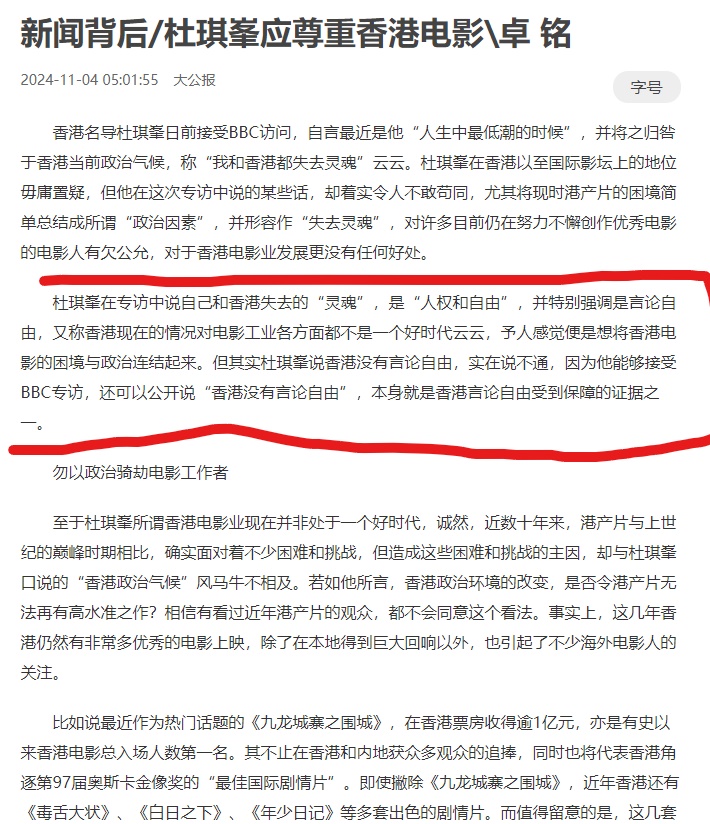 新闻背后/杜琪峯应尊重香港电影\卓 铭
2024-11-04 05:01:55 大公报
字号
香港名导杜琪峯日前接受BBC访问，自言最近是他“人生中最低潮的时候”，并将之归咎
于香港当前政治气候，称“我和香港都失去灵魂”云云。杜琪峯在香港以至国际影坛上的地位
毋庸置疑，但他在这次专访中说的某些话，却着实令人不敢苟同，尤其将现时港产片的困境简
单总结成所谓“政治因素”，并形容作“失去灵魂”，对许多目前仍在努力不懈创作优秀电影
的电影人有欠公允，对于香港电影业发展更没有任何好处。
杜琪峯在专访中说自己和香港失去的“灵魂”，是“人权和自由”，并特别强调是言论自
由，又称香港现在的情况对电影工业各方面都不是一个好时代云云，予人感觉便是想将香港电
影的困境与政治连结起来。但其实杜琪峯说香港没有言论自由，实在说不通，因为他能够接受
BBC专访，还可以公开说“香港没有言论自由”，本身就是香港言论自由受到保障的证据之
一。
勿以政治骑劫电影工作者
至于杜琪峯所谓香港电影业现在并非处于一个好时代，诚然，近数十年来，港产片与上世
纪的巅峰时期相比，确实面对着不少困难和挑战，但造成这些困难和挑战的主因，却与杜琪峯
口说的“香港政治气候”风马牛不相及。若如他所言，香港政治环境的改变，是否令港产片无
法再有高水准之作？相信有看过近年港产片的观众，都不会同意这个看法。事实上，这几年香
港仍然有非常多优秀的电影上映，除了在本地得到巨大回响以外，也引起了不少海外电影人的
关注。
比如说最近作为热门话题的《九龙城寨之围城》，在香港票房收得逾1亿元，亦是有史以
来香港电影总入场人数第一名。其不止在香港和内地获众多观众的追捧，同时也将代表香港角
逐第97届奥斯卡金像奖的“最佳国际剧情片”。即使撇除《九龙城寨之围城》，近年香港还有
《毒舌大状》、《白日之下》、《年少日记》等多套出色的剧情片。而值得留意的是，这几套